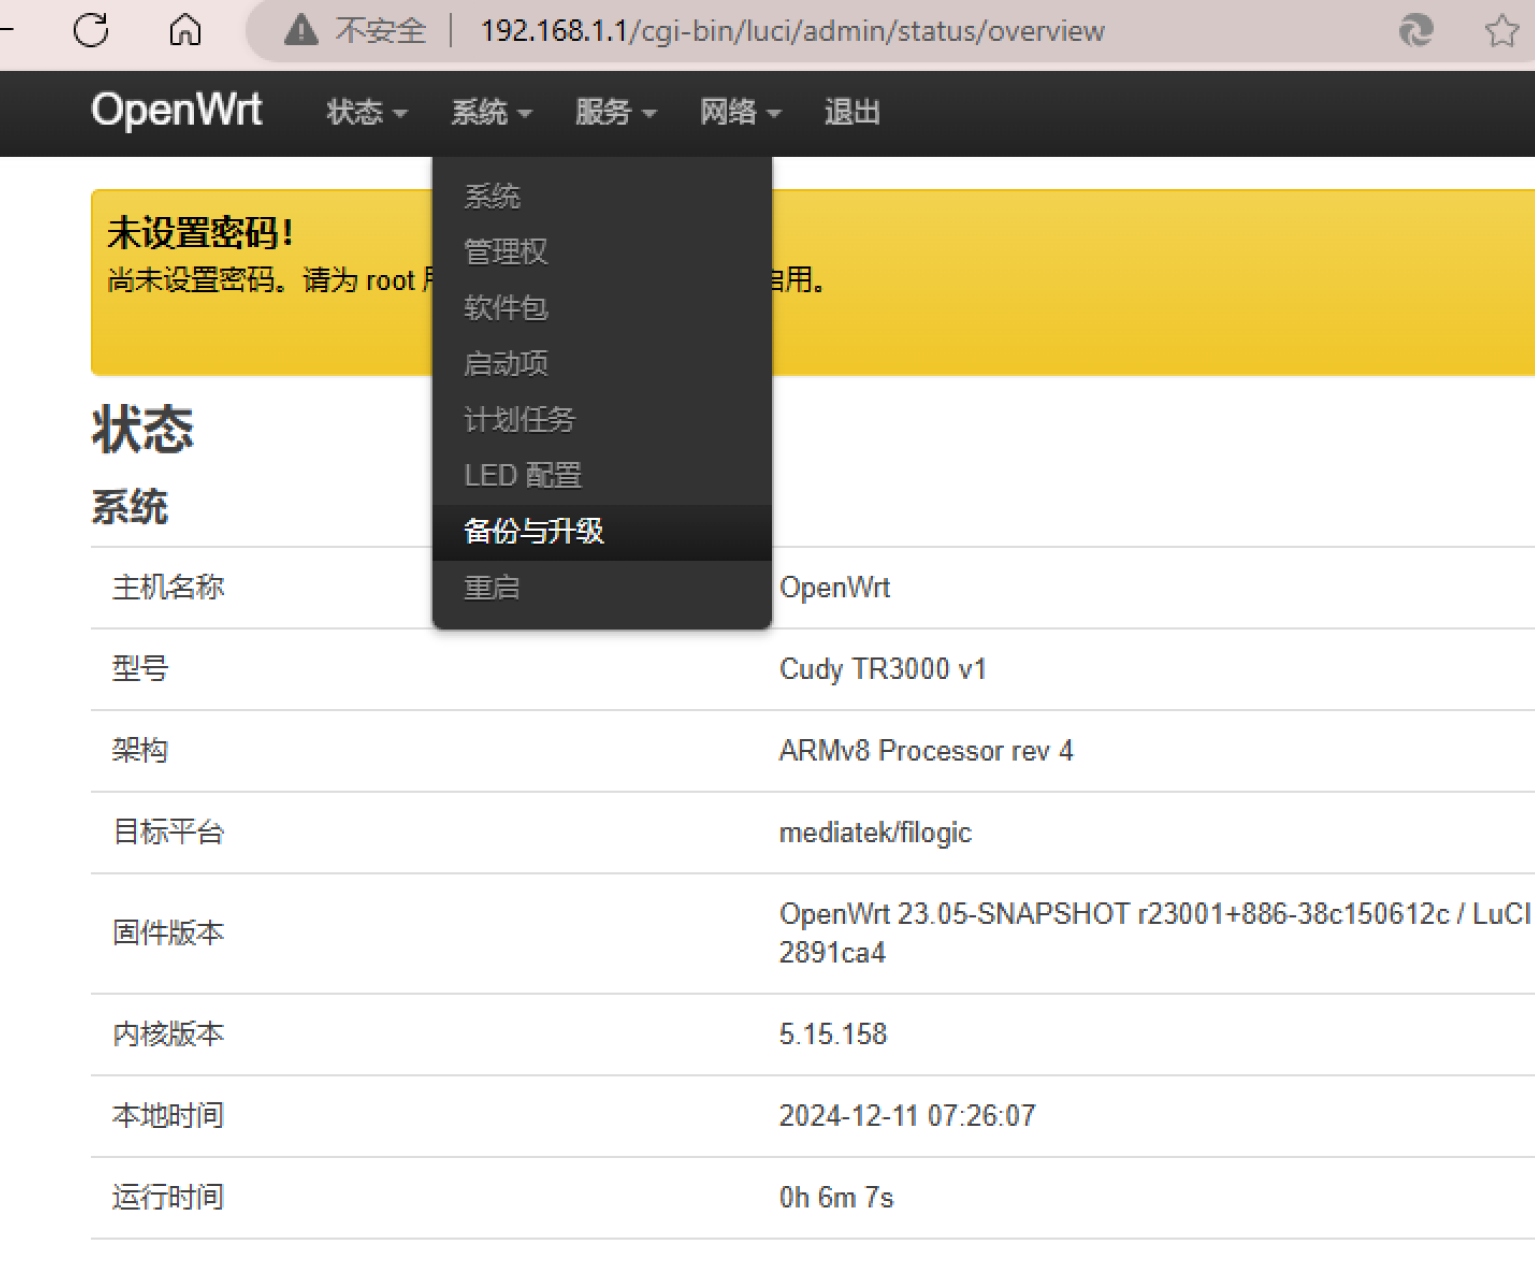 不安全 192.168.1.1/cgi-bin/luci/admin/status/overview
OpenWrt 状态 系统 服务 网络 退出
系统
管理权
软件包
启动项
计划任务
LED 配置
备份与升级
重启
未设置密码！
尚未设置密码。请为 root 启用。
状态
系统
主机名称 OpenWrt
型号 Cudy TR3000 v1
架构 ARMv8 Processor rev 4
目标平台 mediatek/filogic
固件版本 OpenWrt 23.05-SNAPSHOT r23001+886-38c150612c / LuCI
2891ca4
内核版本 5.15.158
本地时间 2024-12-11 07:26:07
运行时间 0h 6m 7s